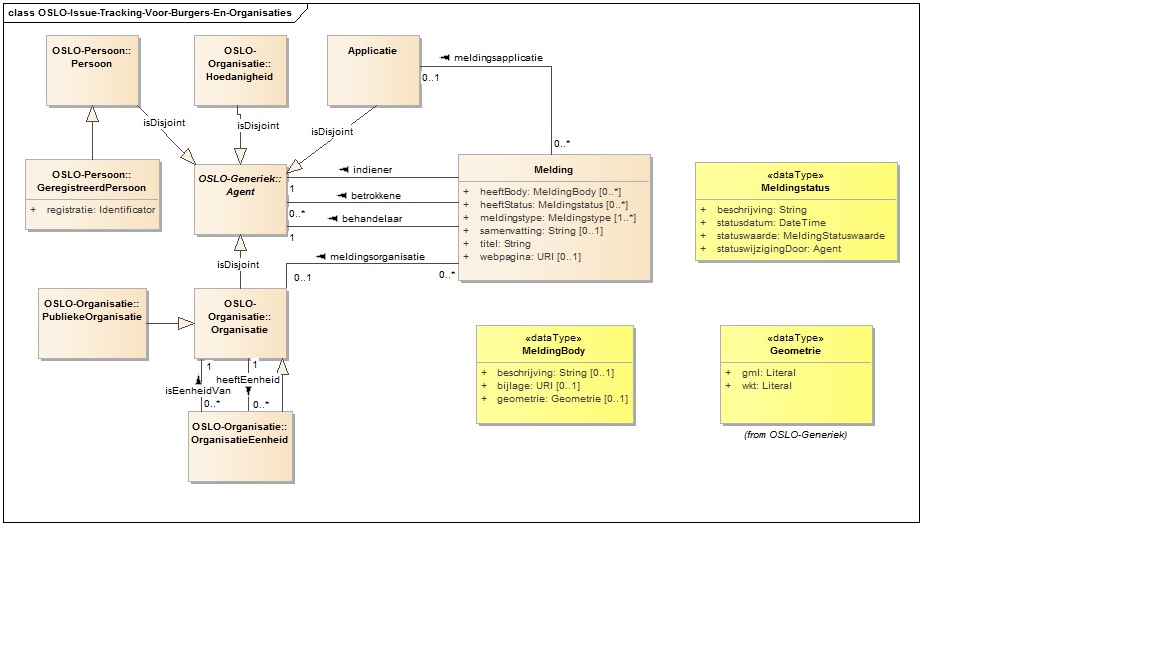 class OSLO-Issue-Tracking-Voor-Burgers-En-Organisaties
OSLO-Persoon::
Persoon
OSLO-
Organisatie::
Hoedanigheid
Applicatie
meldingsapplicatie
0..1
0..*
isDisjoint
isDisjoint
isDisjoint
OSLO-Persoon::
GeregistreerdPersoon
+ registratie: Identificator
OSLO-Generiek::
Agent
indiener
1
betrokkene
0..*
behandelaar
1
Melding
+ heeftBody: MeldingBody [0..*]
+ heeftStatus: Meldingstatus [0..*]
+ meldingstype: Meldingstype [1..*]
+ samenvatting: String [0..1]
+ titel: String
+ webpagina: URI [0..1]
«dataType»
Meldingstatus
+ beschrijving: String
+ statusdatum: DateTime
+ statuswaarde: MeldingStatuswaarde
+ statuswijzigingDoor: Agent
isDisjoint
meldingsorganisatie
0..1
0..*
OSLO-Organisatie::
PubliekeOrganisatie
OSLO-
Organisatie::
Organisatie
1
1
heeftEenheid
isEenheidVan
0..*
0..*
OSLO-Organisatie::
OrganisatieEenheid
«dataType»
MeldingBody
+ beschrijving: String [0..1]
+ bijlage: URI [0..1]
+ geometrie: Geometrie [0..1]
«dataType»
Geometrie
+ gml: Literal
+ wkt: Literal
(from OSLO-Generiek)